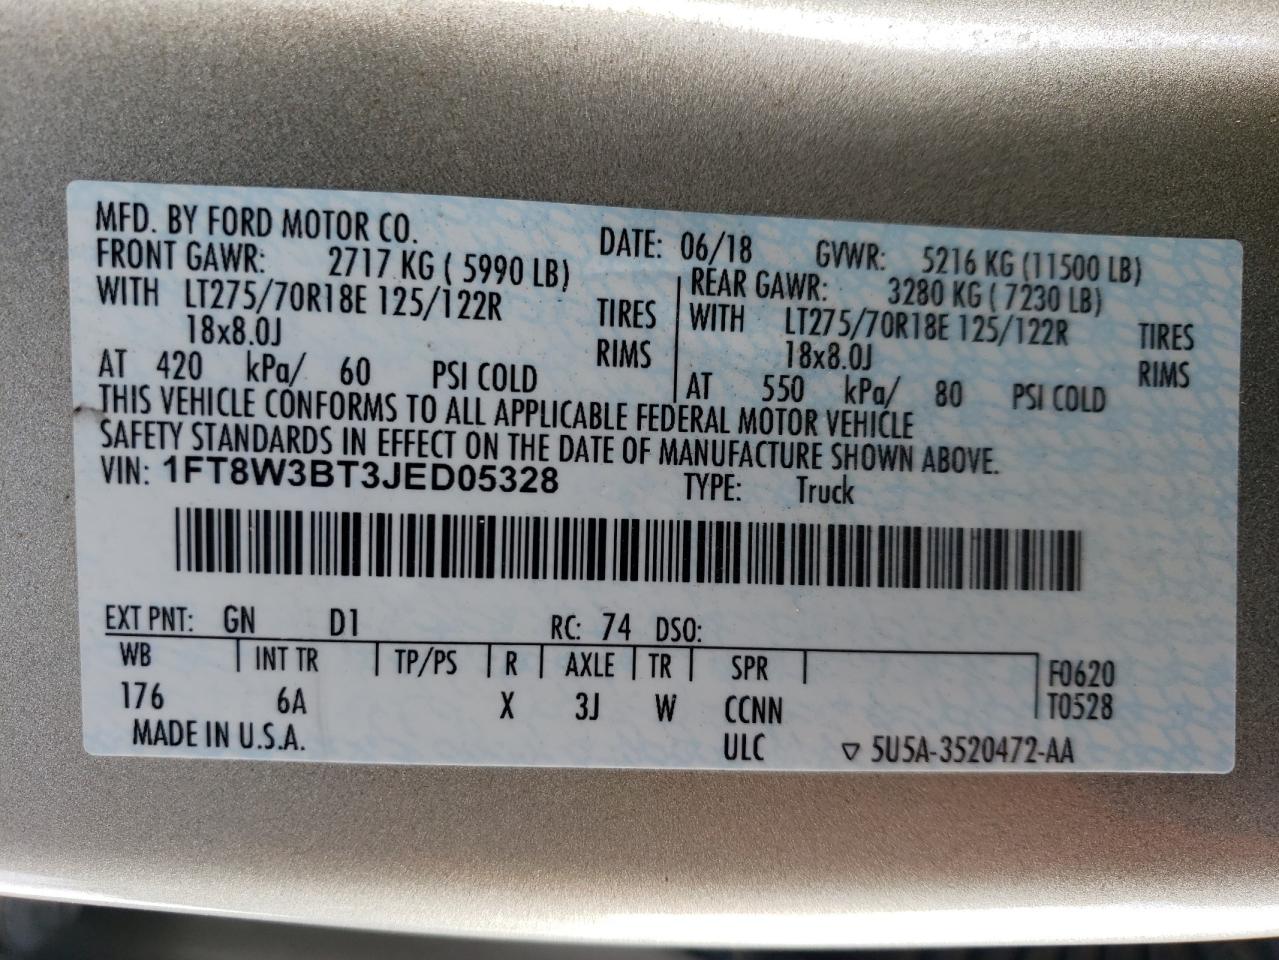 MFD. BY FORD MOTOR CO. DATE: 06/18 GVWR: 5216 KG (11500 LB)
FRONT GAWR: 2717 KG ( 5990 LB) REAR GAWR: 3280 KG ( 7230 LB)
WITH LT275/70R18E 125/122R TIRES WITH LT275/70R18E 125/122R TIRES
18x8.0J RIMS 18x8.0J RIMS
AT 420 kPa/ 60 PSI COLD AT 550 kPa/ 80 PSI COLD
THIS VEHICLE CONFORMS TO ALL APPLICABLE FEDERAL MOTOR VEHICLE
SAFETY STANDARDS IN EFFECT ON THE DATE OF MANUFACTURE SHOWN ABOVE.
VIN: 1FT8W3BT3JED05328 TYPE: Truck
EXT PNT: GN D1 RC: 74 DSO:
WB INT TR TP/PS R AXLE TR SPR F0620
176 6A X 3J W CCNN T0528
MADE IN U.S.A. ULC ▽ 5U5A-3520472-AA